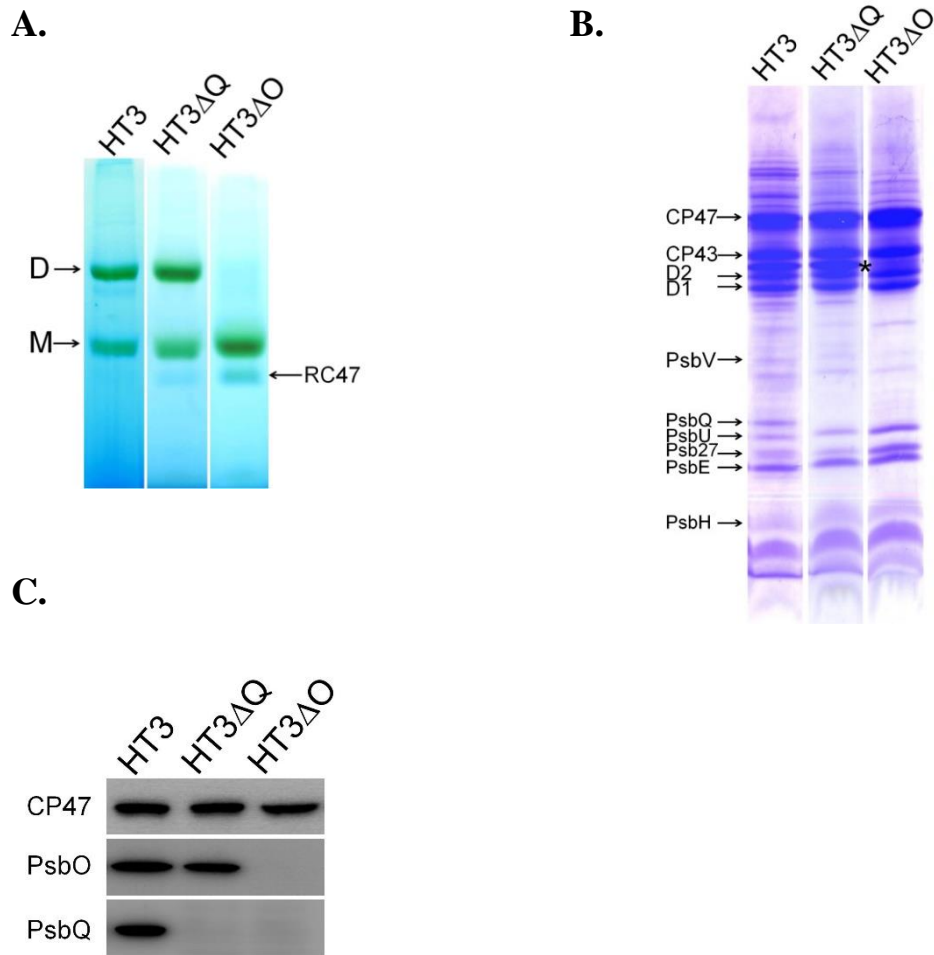 A.
HT3 HT3ΔQ HT3ΔO
D
M
RC47
B.
HT3 HT3ΔQ HT3ΔO
CP47
CP43
*
D2
D1
PsbV
PsbQ
PsbU
Psb27
PsbE
PsbH
C.
HT3 HT3ΔQ HT3ΔO
CP47
PsbO
PsbQ